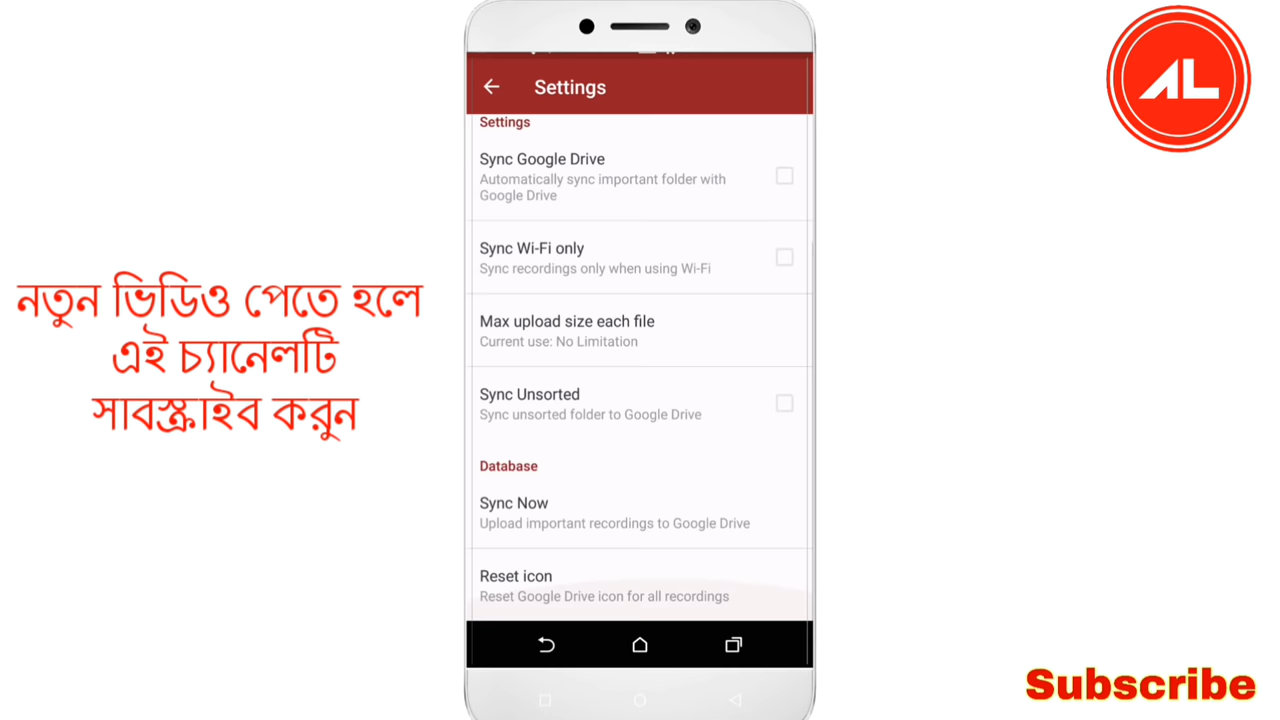 Settings
Settings
Sync Google Drive
Automatically sync important folder with
Google Drive
Sync Wi-Fi only
Sync recordings only when using Wi-Fi
Max upload size each file
Current use: No Limitation
Sync Unsorted
Sync unsorted folder to Google Drive
Database
Sync Now
Upload important recordings to Google Drive
Reset icon
Reset Google Drive icon for all recordings
নতুন ভিডিও পেতে হলে
এই চ্যানেলটি
সাবস্ক্রাইব করুন
AL
Subscribe